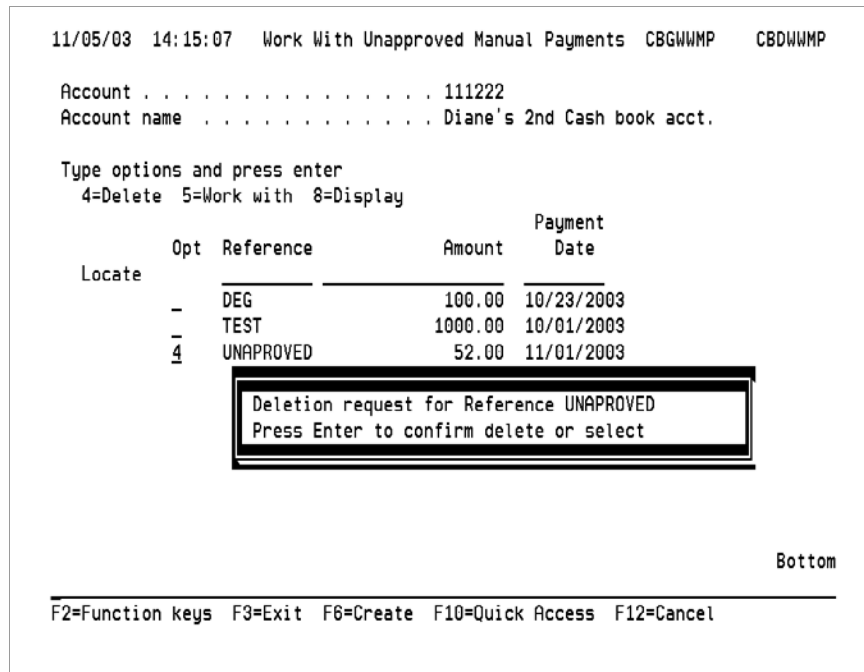 11/05/03 14:15:07 Work With Unapproved Manual Payments CBGWWMP CBDWWMP
Account . . . . . . . . . . . . . . . 111222
Account name . . . . . . . . . . . . Diane's 2nd Cash book acct.
Type options and press enter
4=Delete 5=Work with 8=Display
Payment
Opt Reference Amount Date
Locate
DEG 100.00 10/23/2003
TEST 1000.00 10/01/2003
4 UNAPROVED 52.00 11/01/2003
Deletion request for Reference UNAPROVED
Press Enter to confirm delete or select
Bottom
F2=Function keys F3=Exit F6=Create F10=Quick Access F12=Cancel